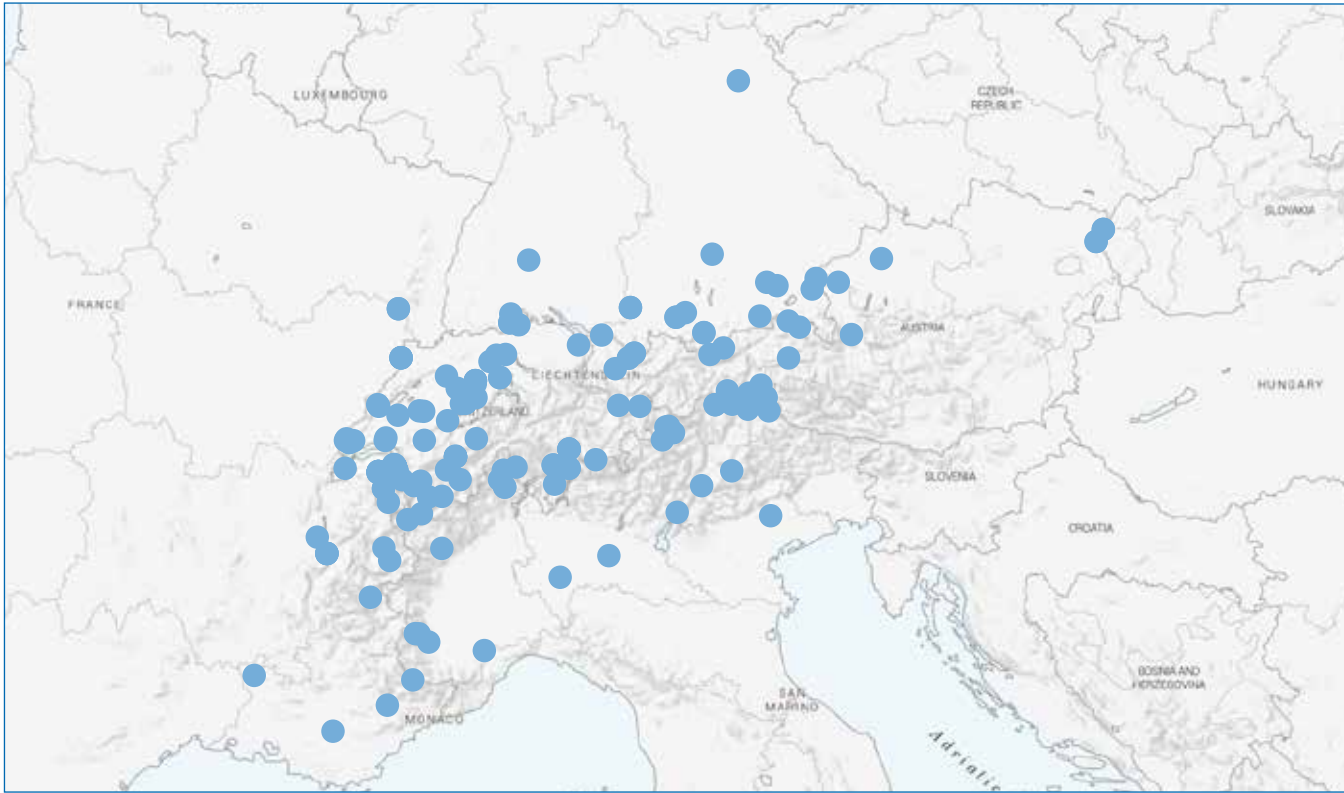 LUXEMBOURG
CZECH
REPUBLIC
SLOVAKIA
FRANCE
AUSTRIA
LIECHTENSTEIN
HUNGARY
SLOVENIA
CROATIA
BOSNIA AND
HERZEGOVINA
SAN
MARINO
MONACO
Adriatic